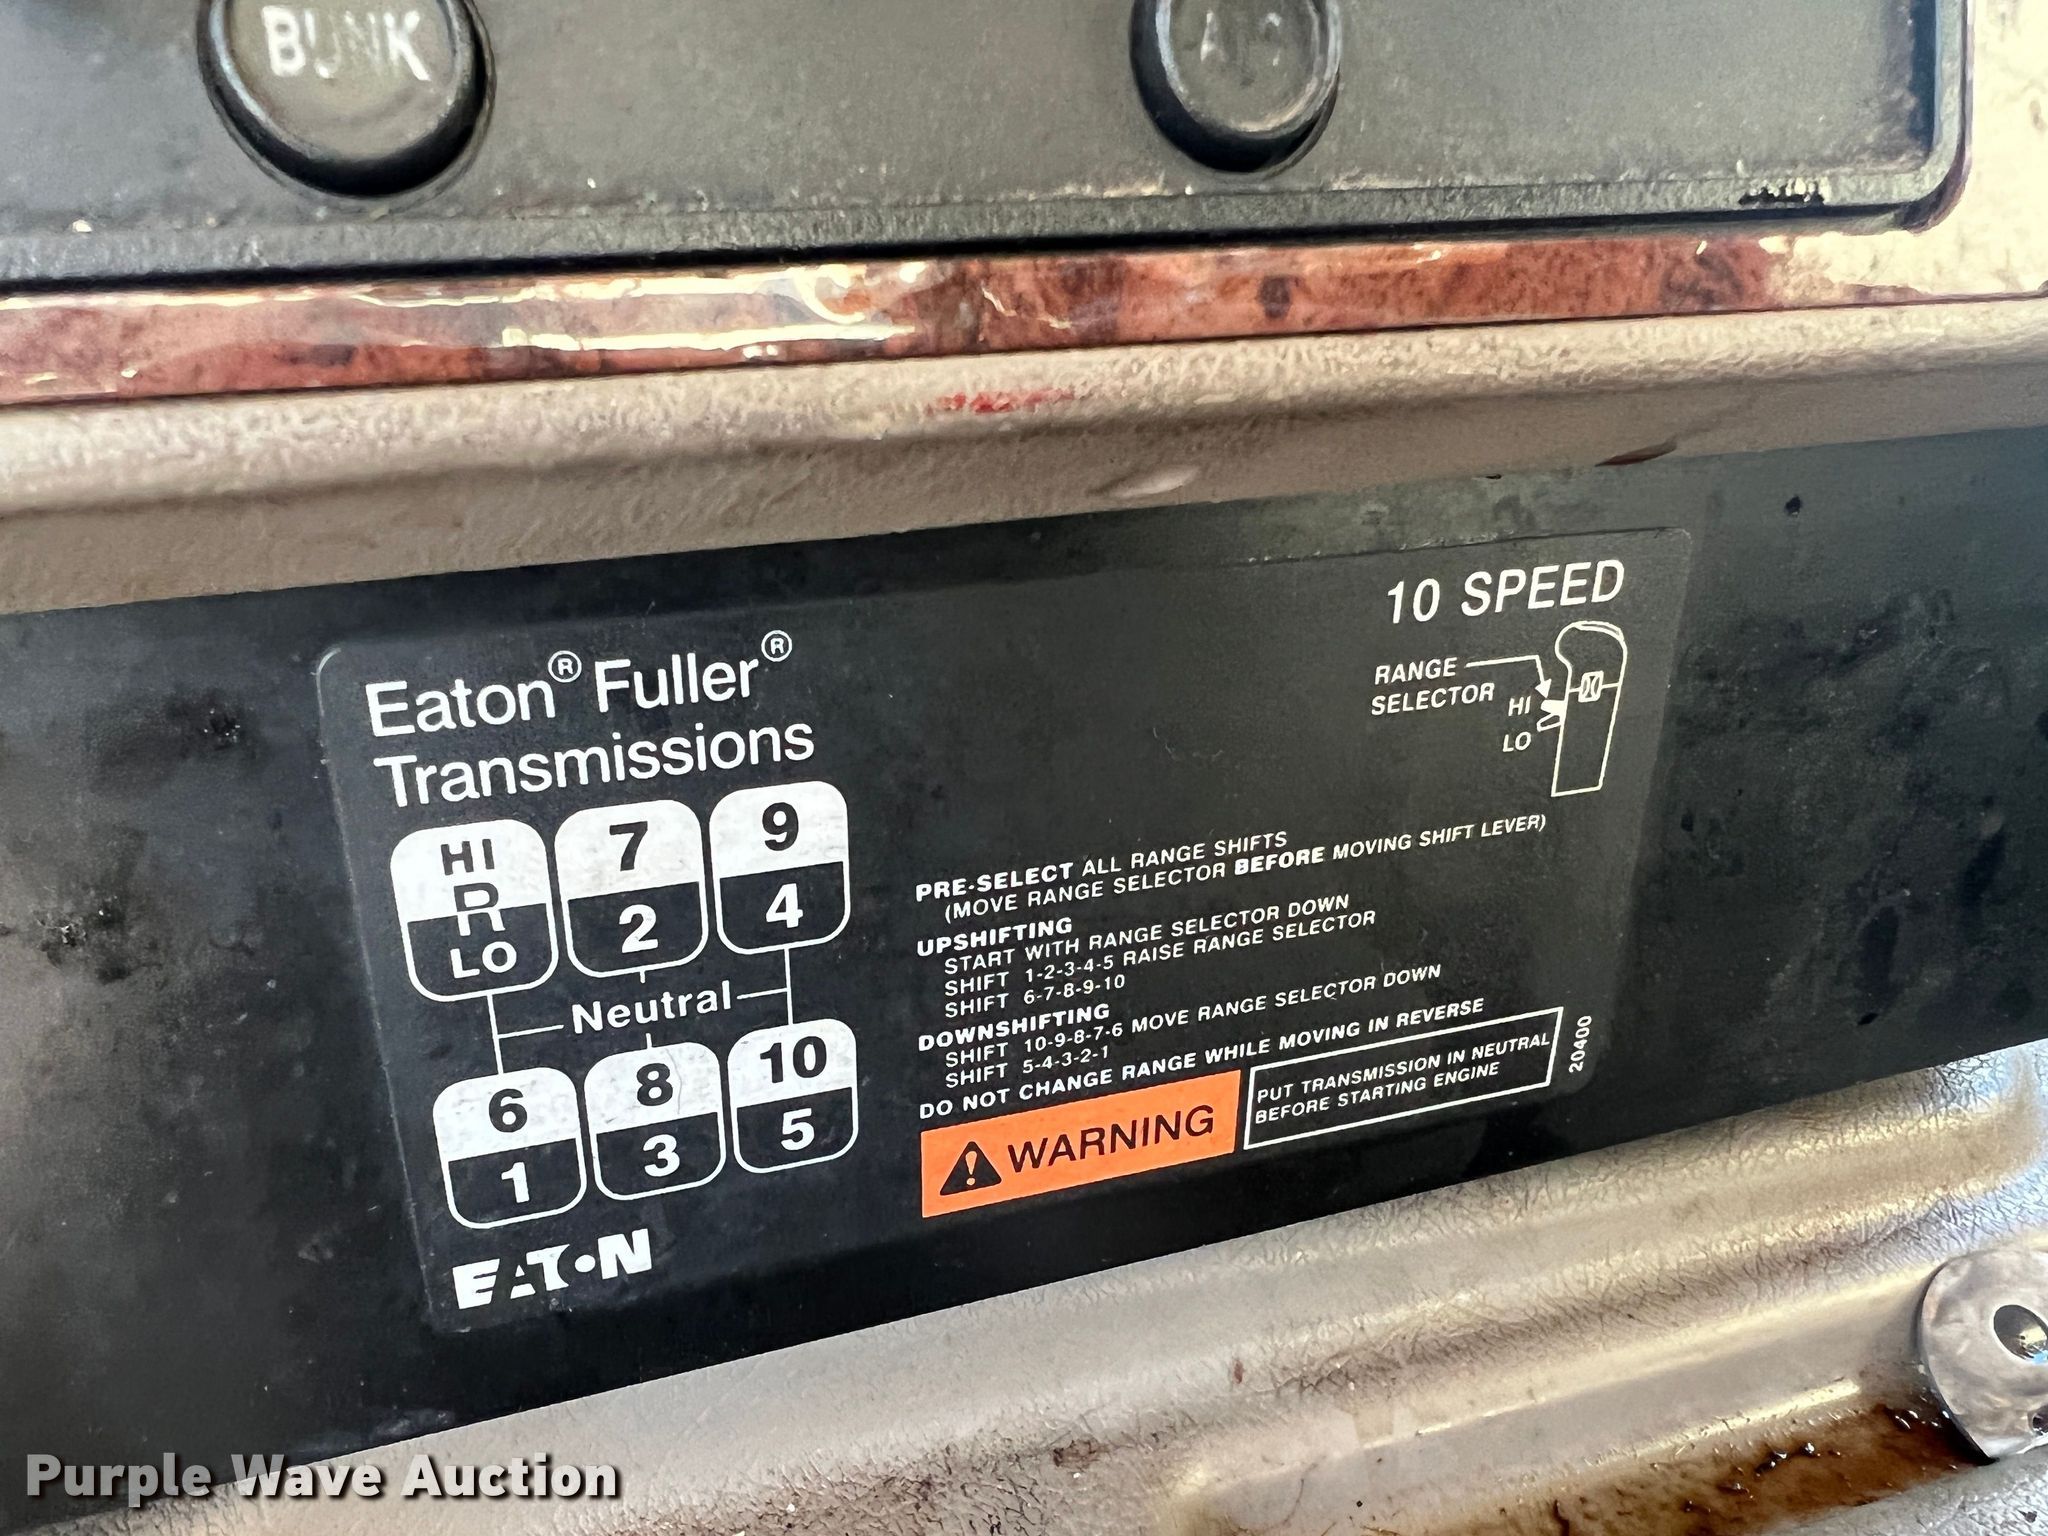 BUNK
A/C
10 SPEED
Eaton® Fuller®
Transmissions
RANGE
SELECTOR
HI
LO
HI 7 9
R
LO 2 4
Neutral
6 8 10
1 3 5
EATON
PRE-SELECT ALL RANGE SHIFTS
(MOVE RANGE SELECTOR BEFORE MOVING SHIFT LEVER)
UPSHIFTING
START WITH RANGE SELECTOR DOWN
SHIFT 1-2-3-4-5 RAISE RANGE SELECTOR
SHIFT 6-7-8-9-10
DOWNSHIFTING
SHIFT 10-9-8-7-6 MOVE RANGE SELECTOR DOWN
SHIFT 5-4-3-2-1
DO NOT CHANGE RANGE WHILE MOVING IN REVERSE
WARNING
PUT TRANSMISSION IN NEUTRAL
BEFORE STARTING ENGINE
20400
Purple Wave Auction